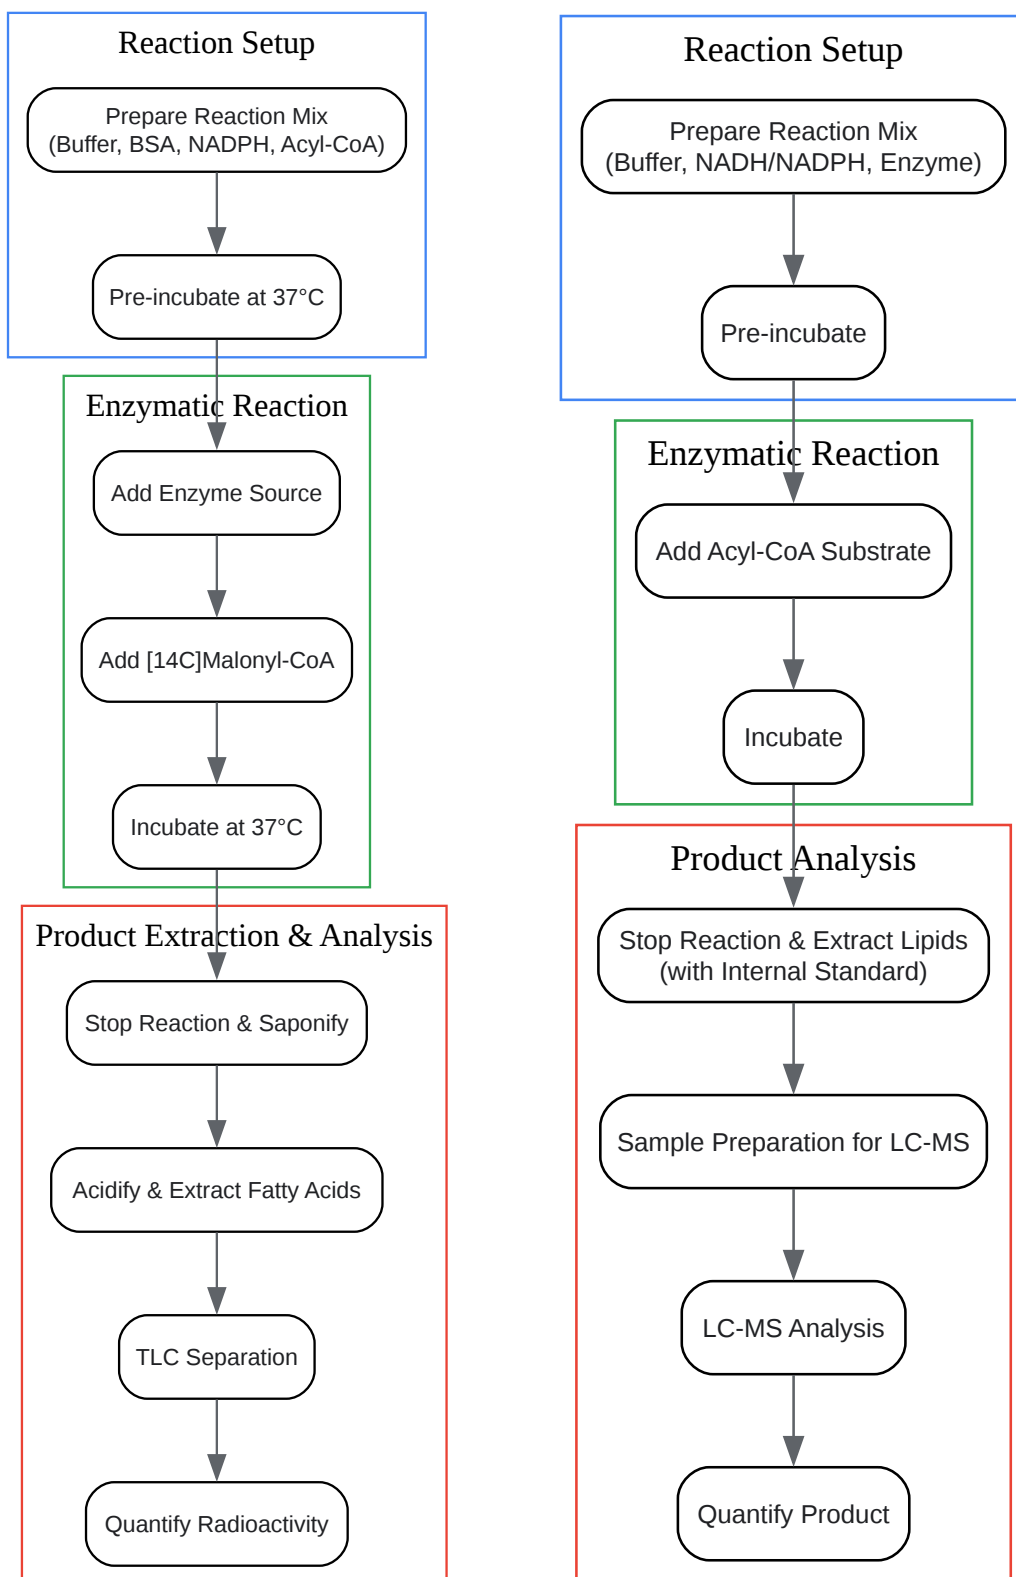 Reaction Setup
Prepare Reaction Mix
(Buffer, BSA, NADPH, Acyl-CoA)
Pre-incubate at 37°C
Enzymatic Reaction
Add Enzyme Source
Add [14C]Malonyl-CoA
Incubate at 37°C
Product Extraction & Analysis
Stop Reaction & Saponify
Acidify & Extract Fatty Acids
TLC Separation
Quantify Radioactivity
Reaction Setup
Prepare Reaction Mix
(Buffer, NADH/NADPH, Enzyme)
Pre-incubate
Enzymatic Reaction
Add Acyl-CoA Substrate
Incubate
Product Analysis
Stop Reaction & Extract Lipids
(with Internal Standard)
Sample Preparation for LC-MS
LC-MS Analysis
Quantify Product